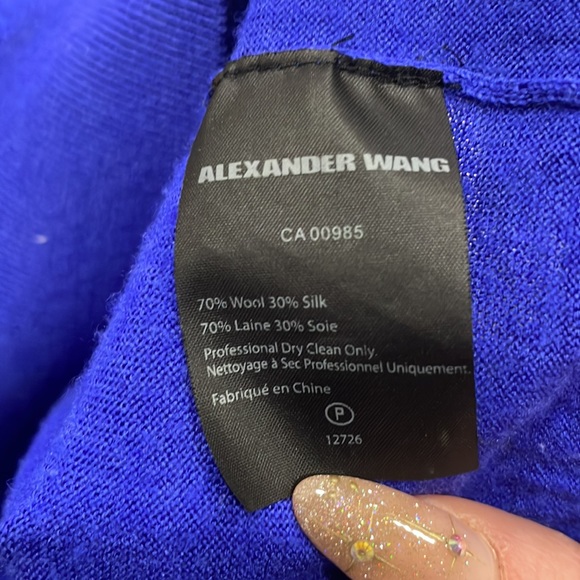 ALEXANDER WANG
CA 00985
70% Wool 30% Silk
70% Laine 30% Soie
Professional Dry Clean Only.
Nettoyage à Sec Professionel Uniquement.
Fabriqué en Chine
P
12726